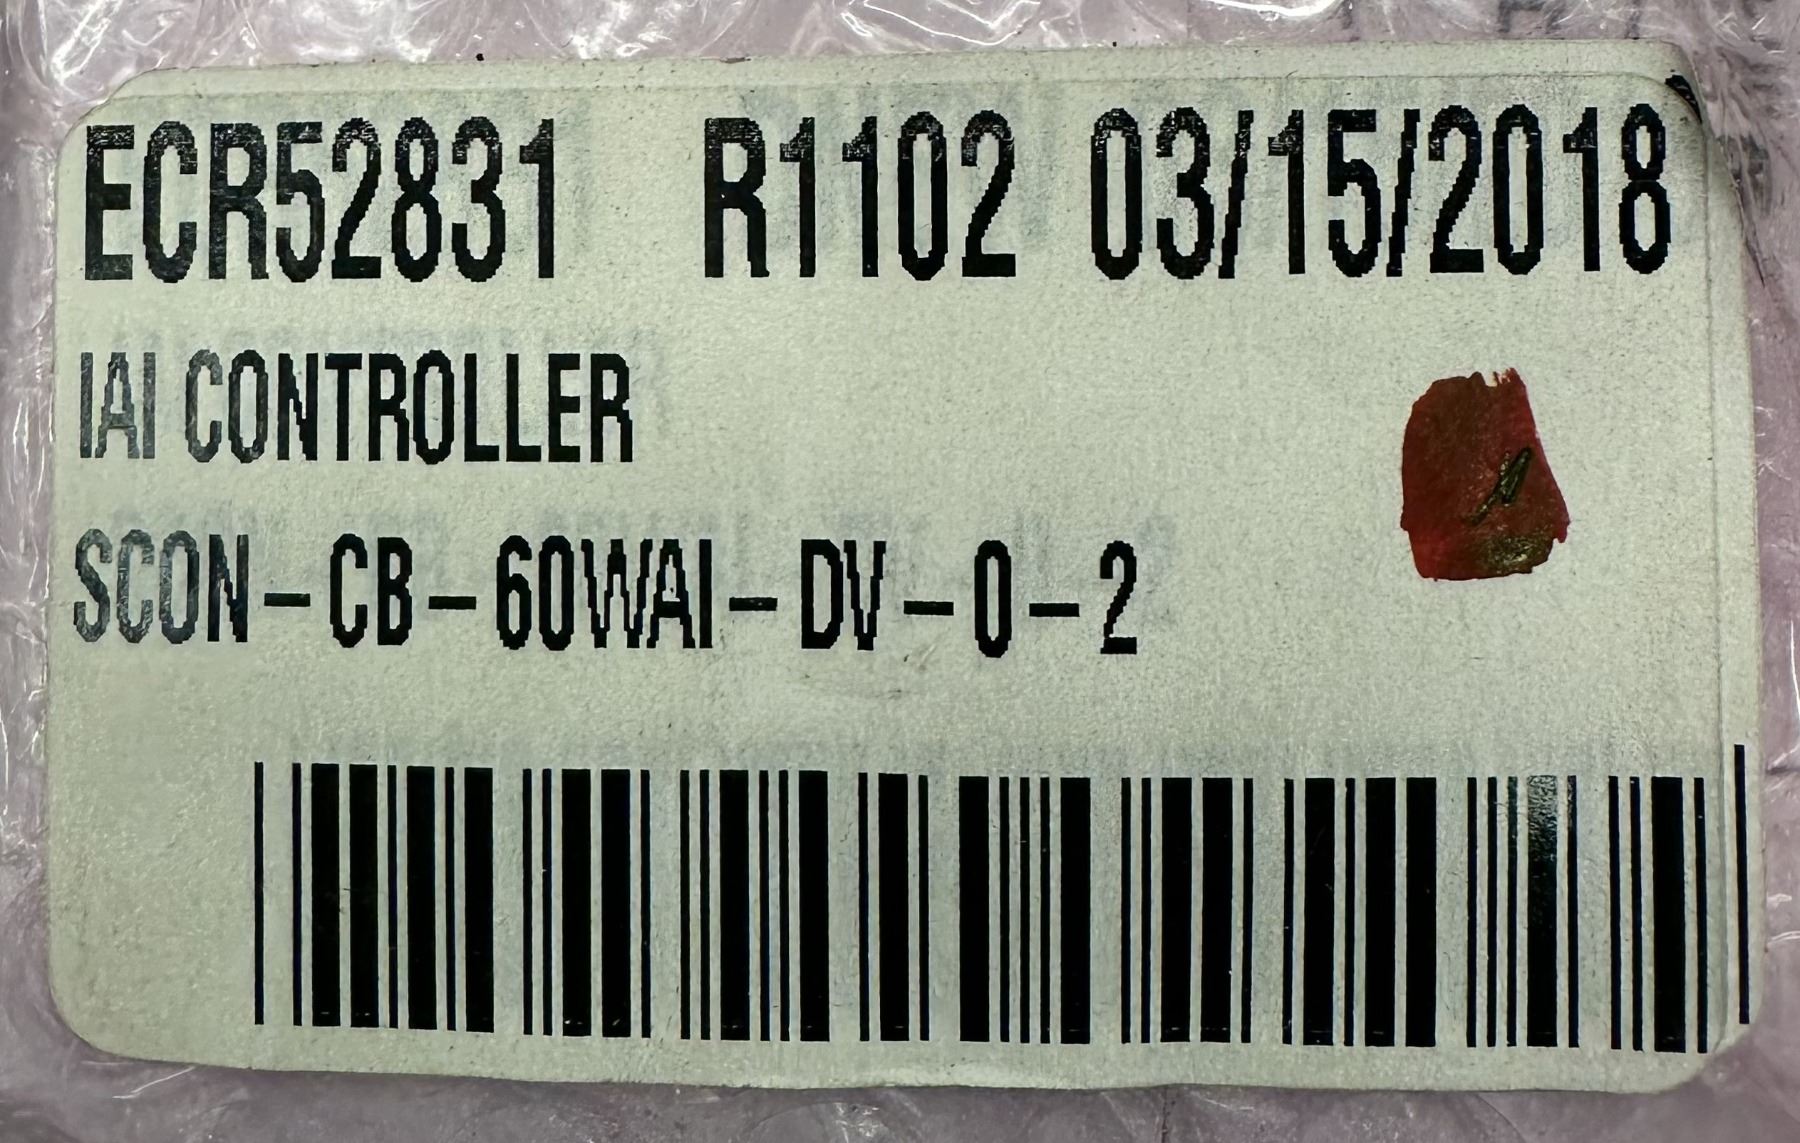 ECR52831 R1102 03/15/2018
IAI CONTROLLER
SCON-CB-60WAI-DV-0-2